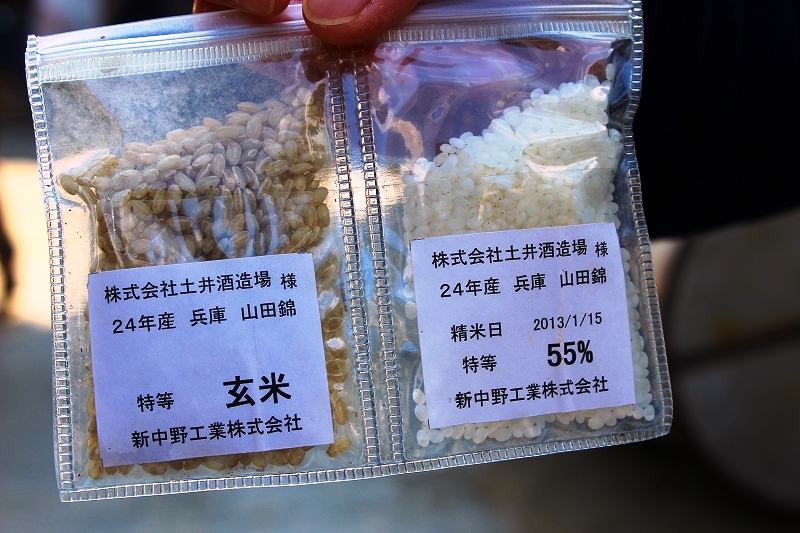 株式会社土井酒造場 様
24年産 兵庫 山田錦
特等 玄米
新中野工業株式会社
株式会社土井酒造場 様
24年産 兵庫 山田錦
精米日 2013/1/15
特等 55%
新中野工業株式会社